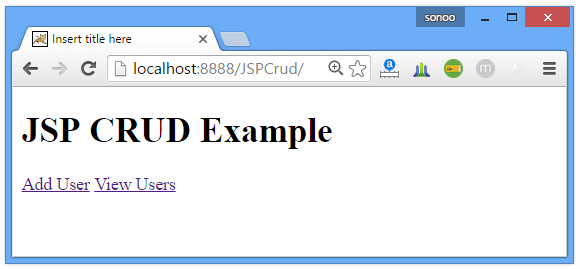 sonoo
Insert title here
localhost:8888/JSPCrud/
a
m
JSP CRUD Example
Add User View Users